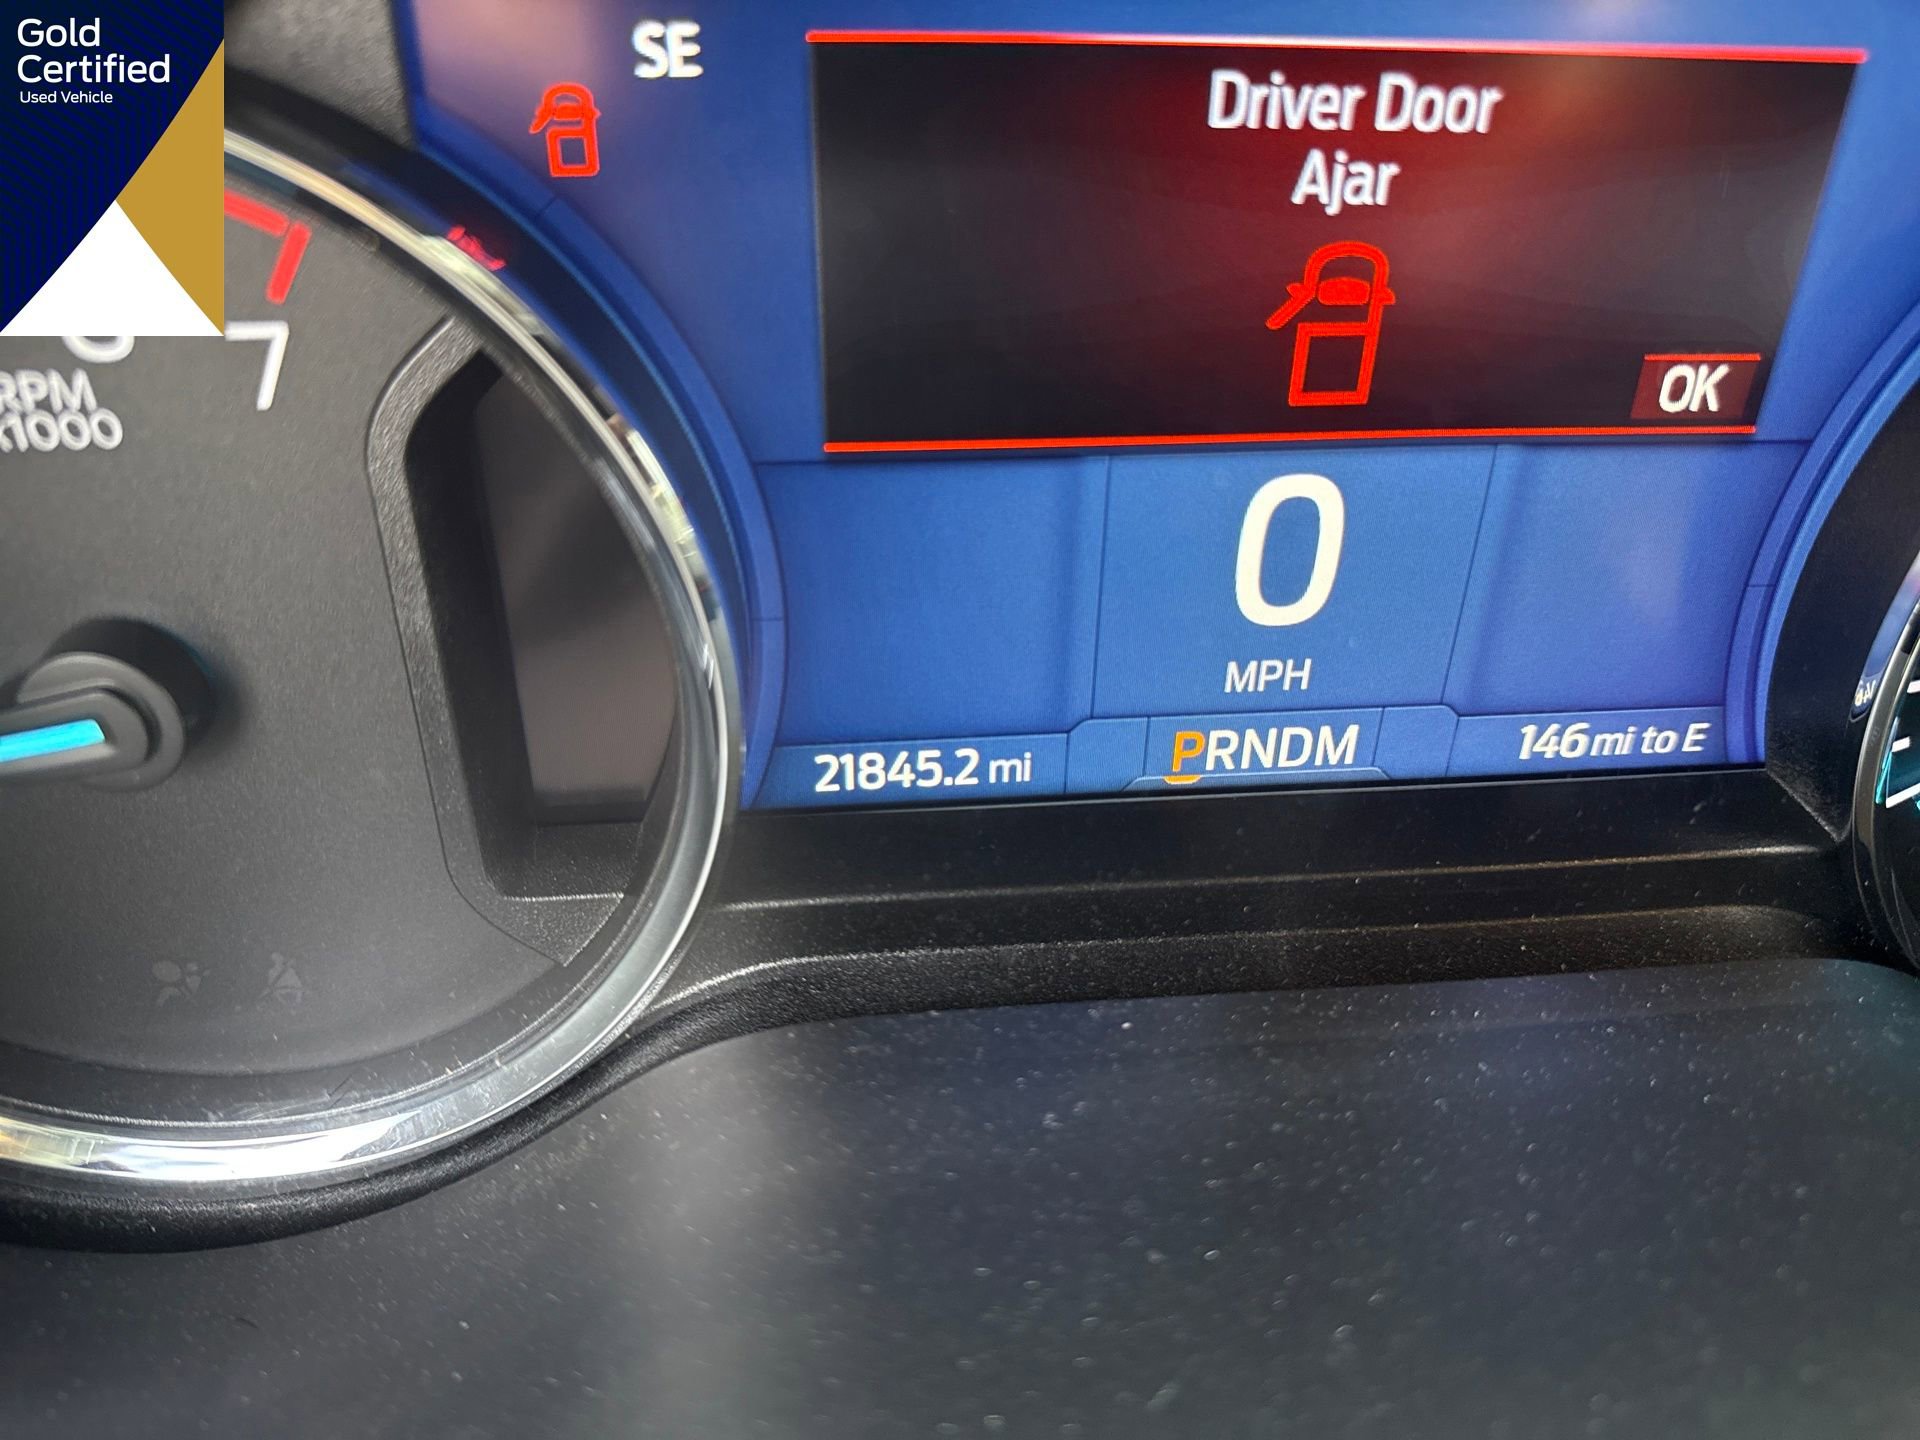 Gold
Certified
Used Vehicle
SE
Driver Door
Ajar
OK
7
RPM
x1000
0
MPH
21845.2 mi
PRNDM
146 mi to E